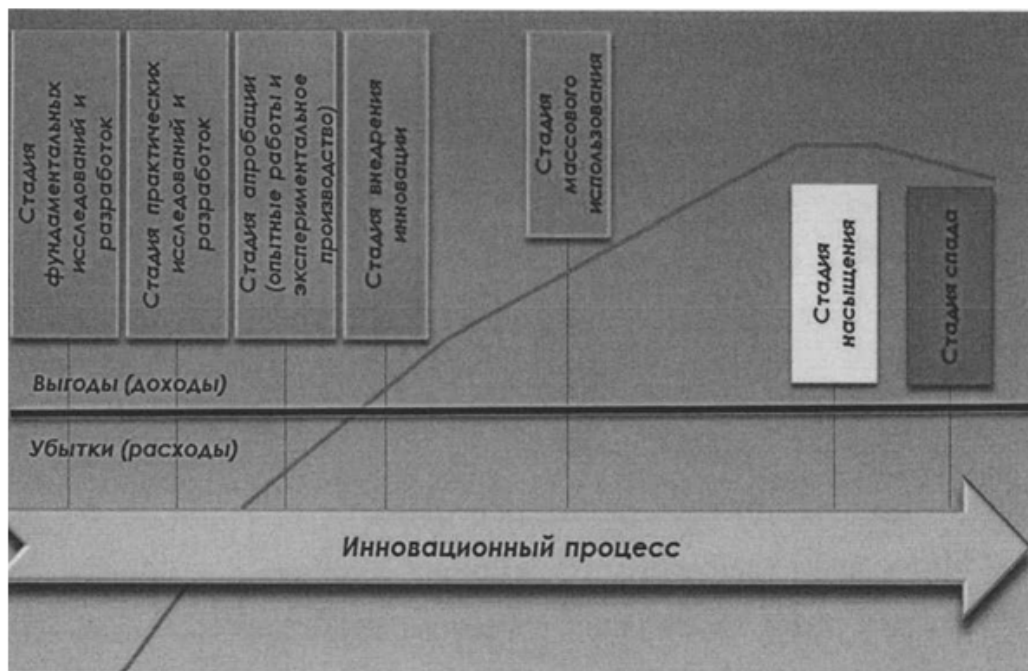 Стадия
фундаментальных
исследований и
разработок
Стадия практических
исследований и
разработок
Стадия апробации
(опытные работы и
экспериментальное
производство)
Стадия внедрения
инновации
Стадия
массового
использования
Стадия
насыщения
Стадия спада
Выгоды (доходы)
Убытки (расходы)
Инновационный процесс